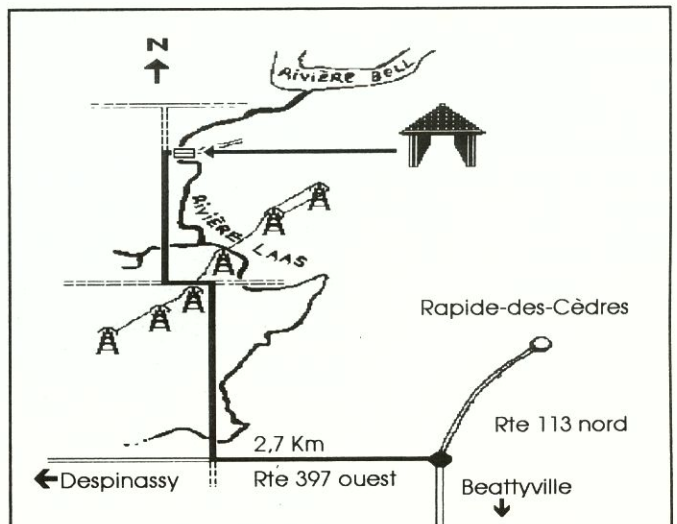 N
RIVIÈRE BELL
RIVIÈRE LAAS
Rapide-des-Cèdres
Rte 113 nord
2,7 Km
Despinassy
Rte 397 ouest
Beattyville